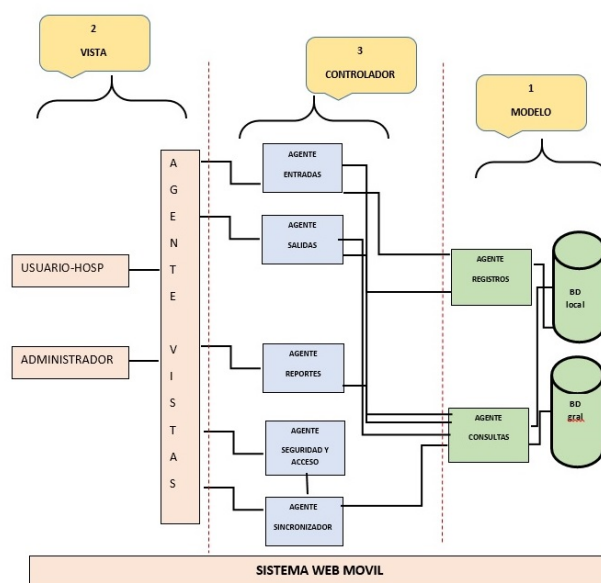 2
VISTA
3
CONTROLADOR
1
MODELO
A
G
E
N
T
E
V
I
S
T
A
S
USUARIO-HOSP
ADMINISTRADOR
AGENTE
ENTRADAS
AGENTE
SALIDAS
AGENTE
REPORTES
AGENTE
SEGURIDAD Y
ACCESO
AGENTE
SINCRONIZADOR
AGENTE
REGISTROS
AGENTE
CONSULTAS
BD
local
BD
gral
SISTEMA WEB MOVIL